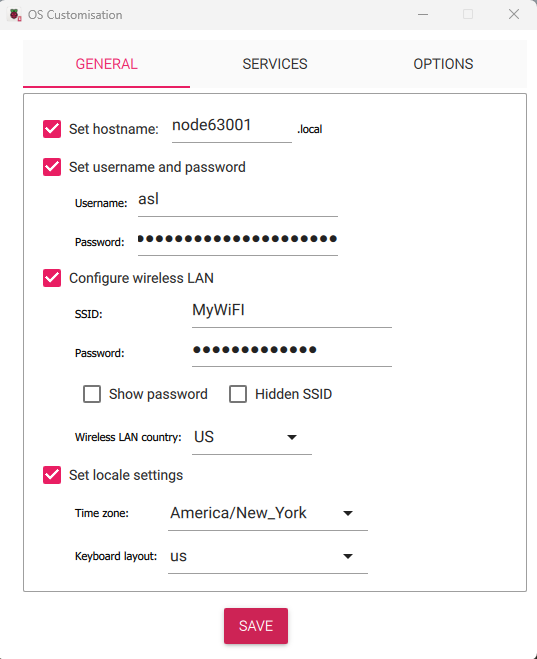 OS Customisation
GENERAL SERVICES OPTIONS
Set hostname: node63001 .local
Set username and password
Username: asl
Password: ●●●●●●●●●●●●●●●●●●●●●
Configure wireless LAN
SSID: MyWiFI
Password: ●●●●●●●●●●●●●
Show password Hidden SSID
Wireless LAN country: US
Set locale settings
Time zone: America/New_York
Keyboard layout: us
SAVE